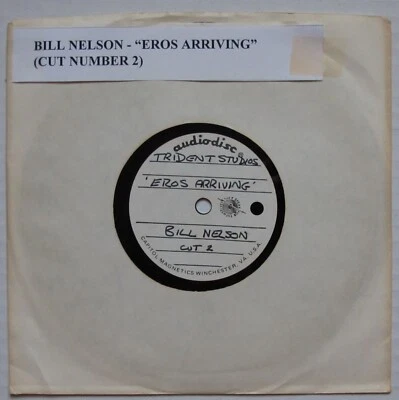 BILL NELSON - “EROS ARRIVING”
(CUT NUMBER 2)
audiodisc
TRIDENT STUDIOS
'EROS ARRIVING'
BILL NELSON
CUT 2
CAPITOL MAGNETICS WINCHESTER, VA. U.S.A.